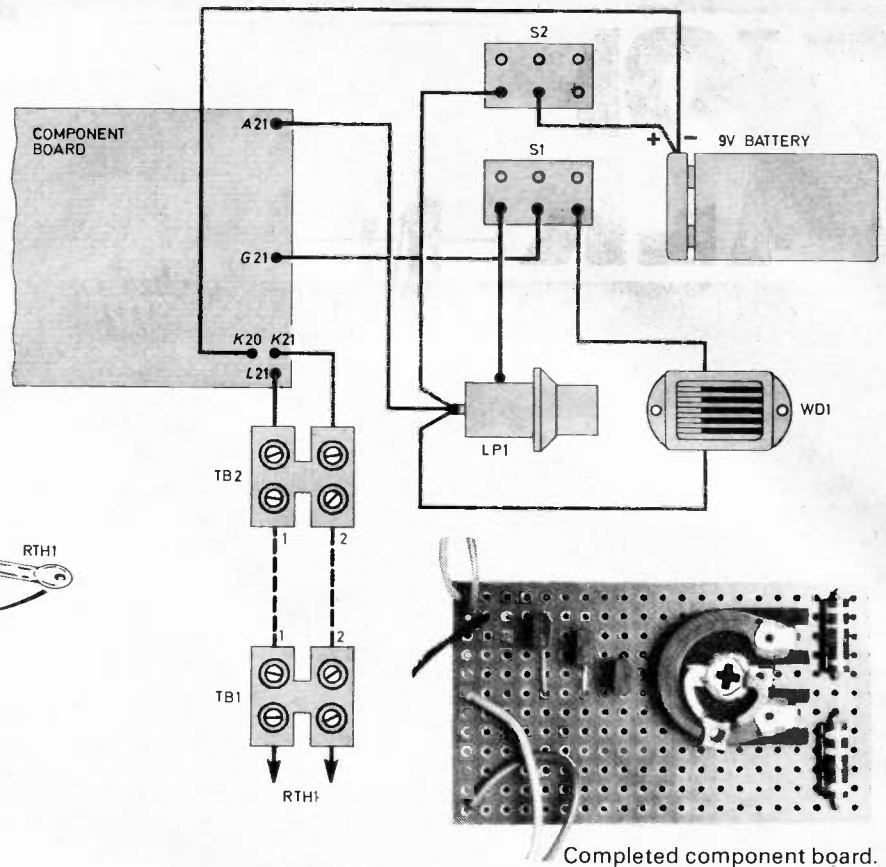 S2
COMPONENT
BOARD
A21
+ -
9V BATTERY
S1
G21
K20 K21
L21
WD1
LP1
TB2
1 2
RTH1
1 2
TB1
RTH1
Completed component board.